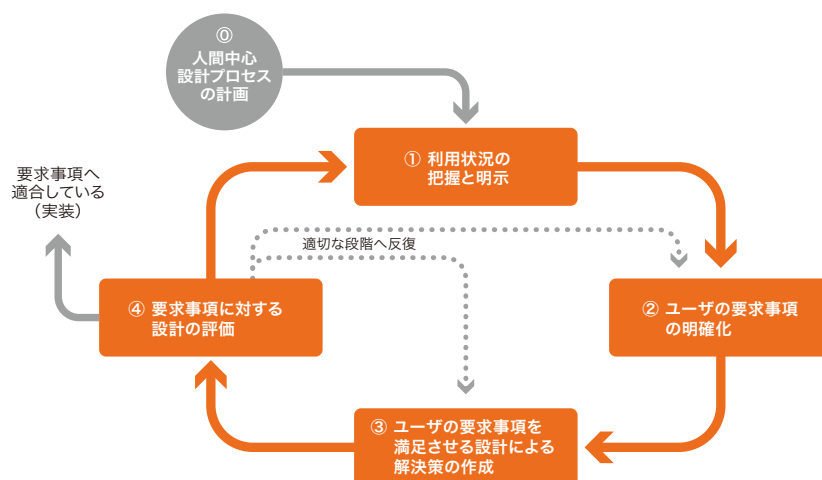 ⓪
人間中心
設計プロセス
の計画
① 利用状況の
把握と明示
要求事項へ
適合している
（実装）
適切な段階へ反復
④ 要求事項に対する
設計の評価
② ユーザの要求事項
の明確化
③ ユーザの要求事項を
満足させる設計による
解決策の作成